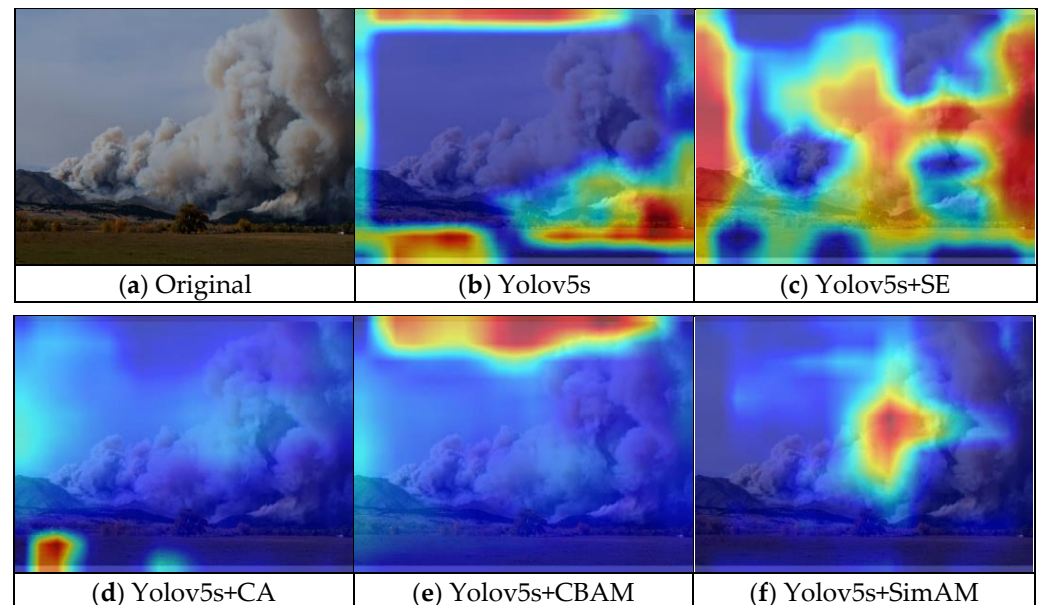 (a) Original
(b) Yolov5s
(c) Yolov5s+SE
(d) Yolov5s+CA
(e) Yolov5s+CBAM
(f) Yolov5s+SimAM